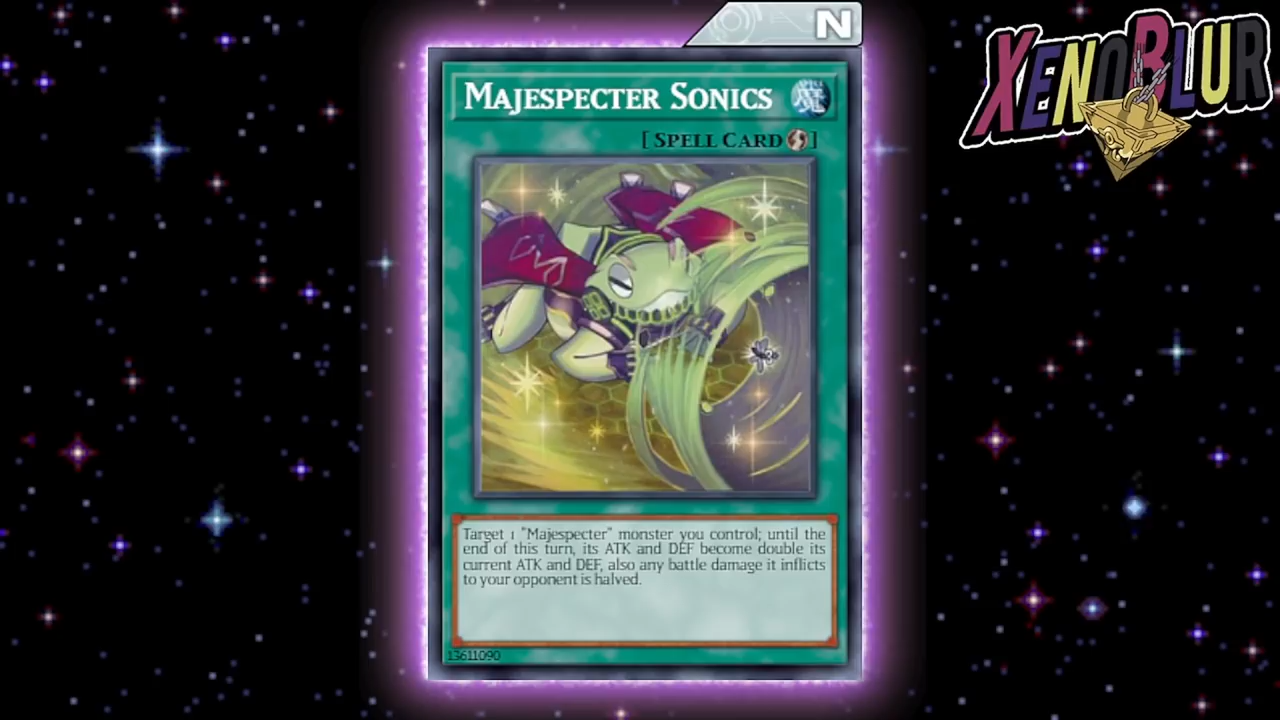 N
XENOBLUR
MAJESPECTER SONICS
[ SPELL CARD ]
Target 1 "Majespecter" monster you control; until the
end of this turn, its ATK and DEF become double its
current ATK and DEF, also any battle damage it inflicts
to your opponent is halved.
13611090